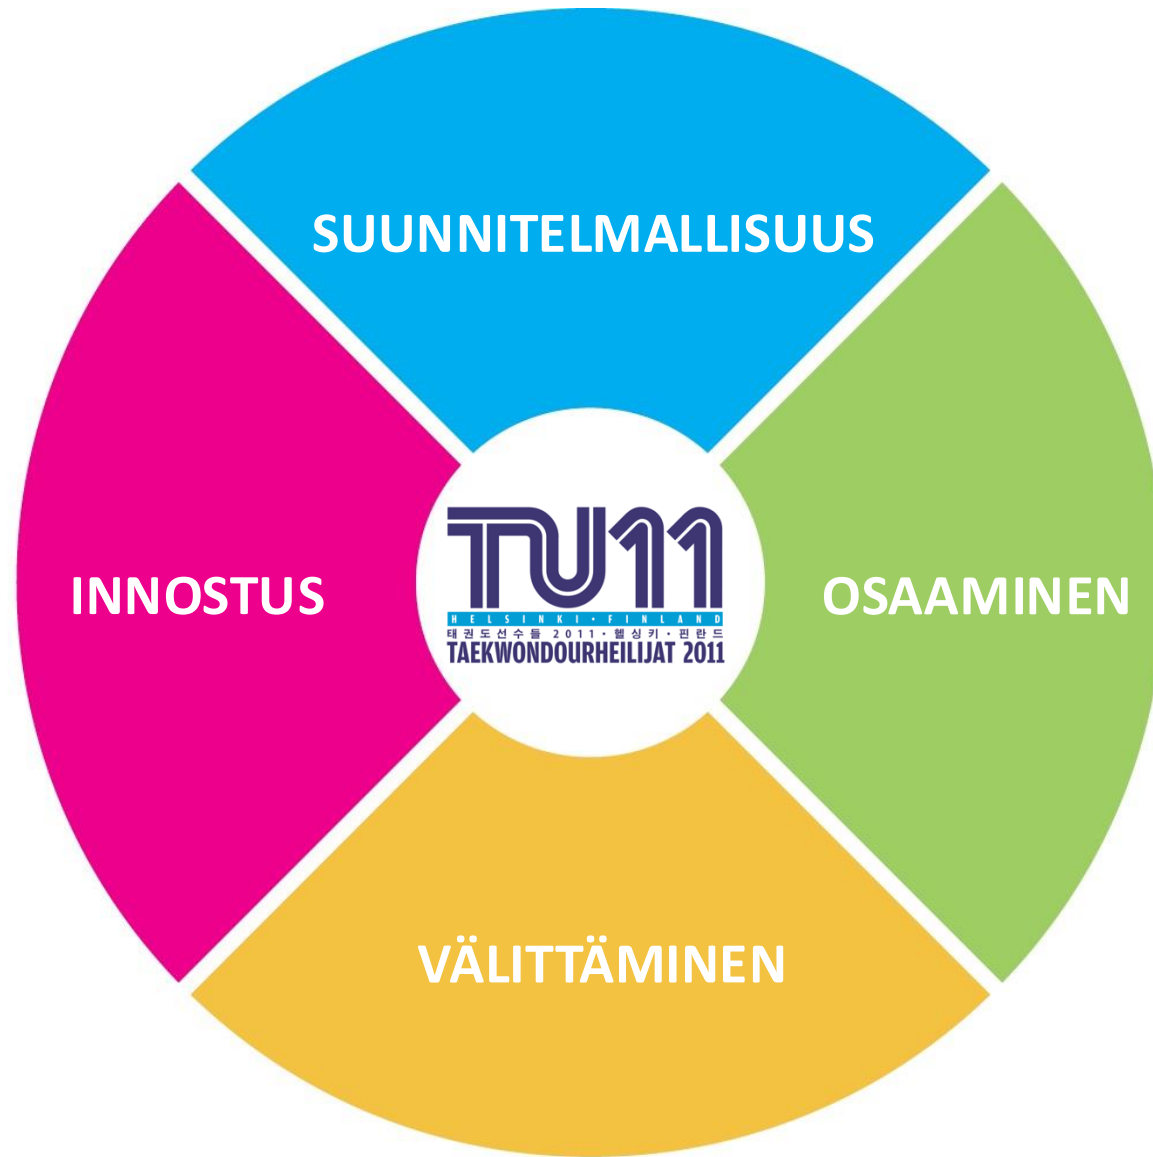 SUUNNITELMALLISUUS
INNOSTUS
OSAAMINEN
TU11
HELSINKI • FINLAND
태권도선수들 2011 • 헬싱키 • 핀란드
TAEKWONDOURHEILIJAT 2011
VÄLITTÄMINEN